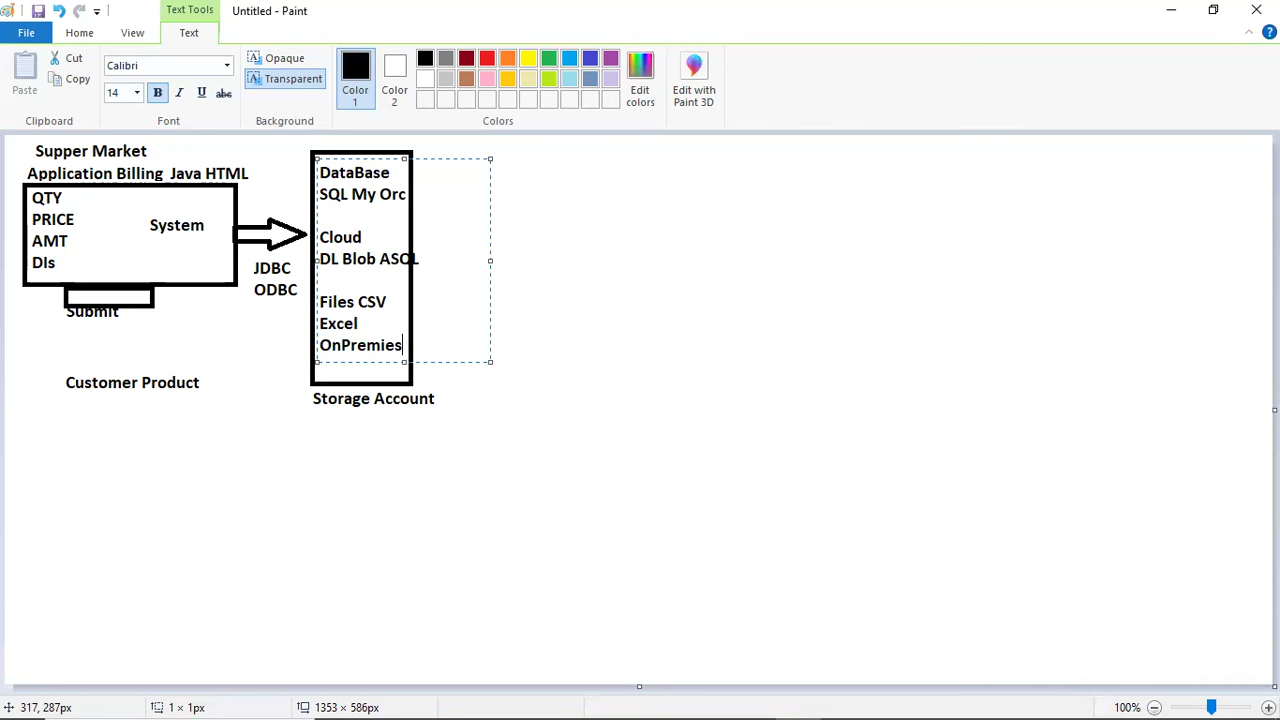 Text Tools
Untitled - Paint
File
Home
View
Text
Paste
Cut
Copy
Clipboard
Calibri
14
B I U abc
Font
Opaque
Transparent
Background
Color 1
Color 2
Edit colors
Colors
Edit with Paint 3D
Supper Market
Application Billing Java HTML
QTY
PRICE
AMT
DIs
System
Submit
Customer Product
JDBC
ODBC
DataBase
SQL My Orc
Cloud
DL Blob ASQL
Files CSV
Excel
OnPremies
Storage Account
317, 287px
1 × 1px
1353 × 586px
100%